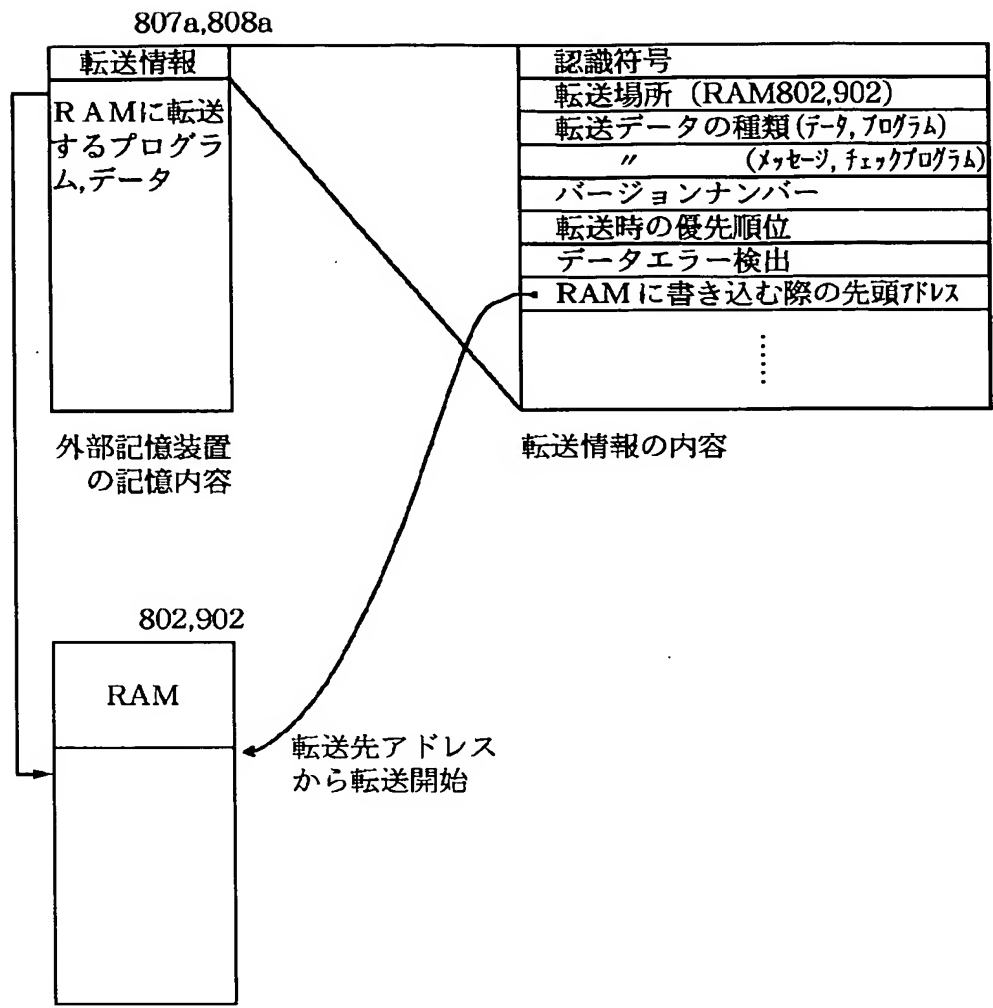 807a,808a
転送情報
RAMに転送
するプログラ
ム,データ
外部記憶装置
の記憶内容
認識符号
転送場所 (RAM802,902)
転送データの種類(データ,プログラム)
〃 (メッセージ,チェックプログラム)
バージョンナンバー
転送時の優先順位
データエラー検出
RAMに書き込む際の先頭アドレス
転送情報の内容
802,902
RAM
転送先アドレス
から転送開始